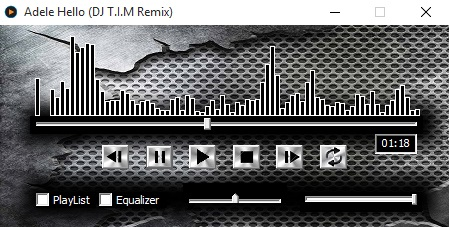 Adele Hello (DJ T.I.M Remix)
01:18
PlayList Equalizer